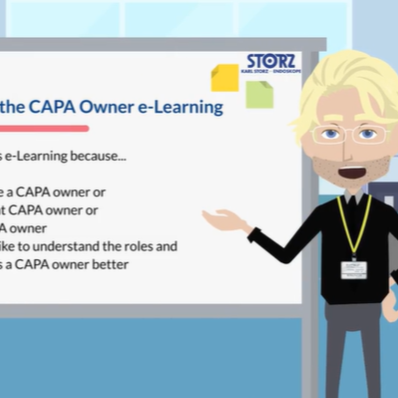 STORZ
KARL STORZ - ENDOSKOPE
the CAPA Owner e-Learning
s e-Learning because...
e a CAPA owner or
t CAPA owner or
A owner
ike to understand the roles and
s a CAPA owner better